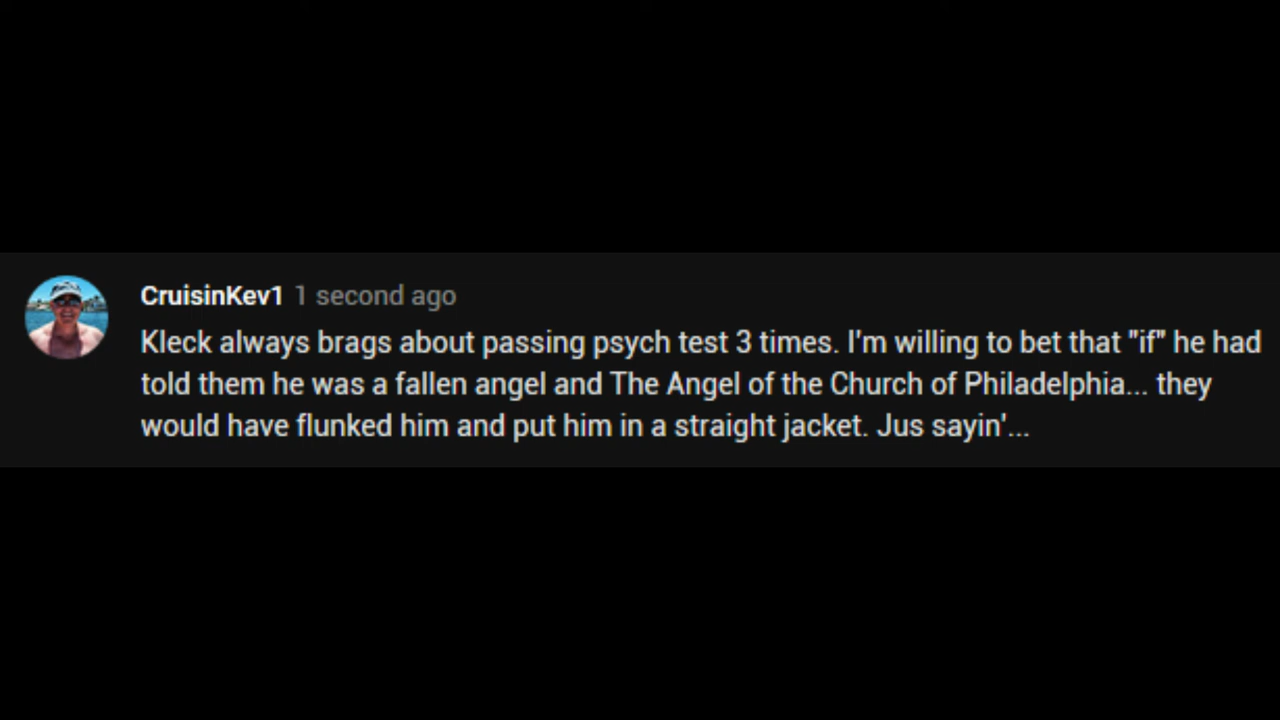 CruisinKev1 1 second ago
Kleck always brags about passing psych test 3 times. I'm willing to bet that "if" he had
told them he was a fallen angel and The Angel of the Church of Philadelphia... they
would have flunked him and put him in a straight jacket. Jus sayin'...